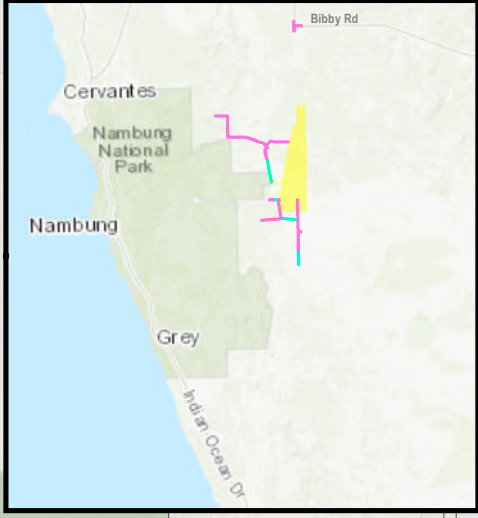 Bibby Rd
Cervantes
Nambung
National
Park
Nambung
Grey
Indian Ocean Dr